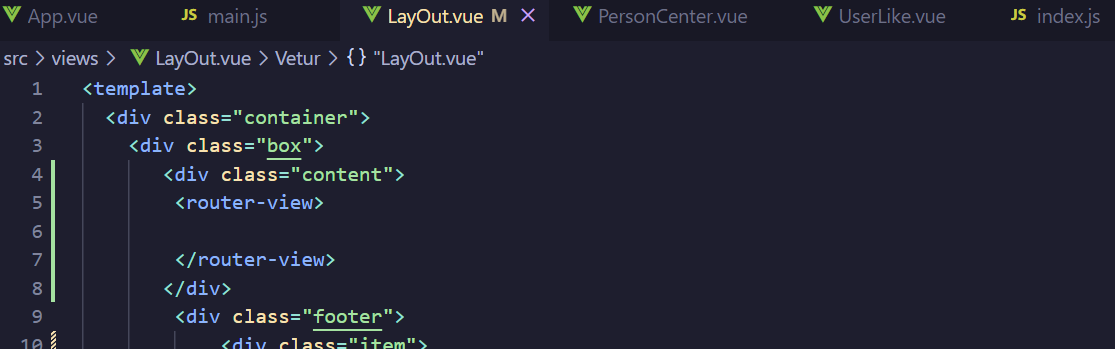 App.vue JS main.js LayOut.vue M × PersonCenter.vue UserLike.vue JS index.js
src > views > LayOut.vue > Vetur > {} "LayOut.vue"
1 <template>
2 <div class="container">
3 <div class="box">
4 <div class="content">
5 <router-view>
6
7 </router-view>
8 </div>
9 <div class="footer">
10 <div class="item">